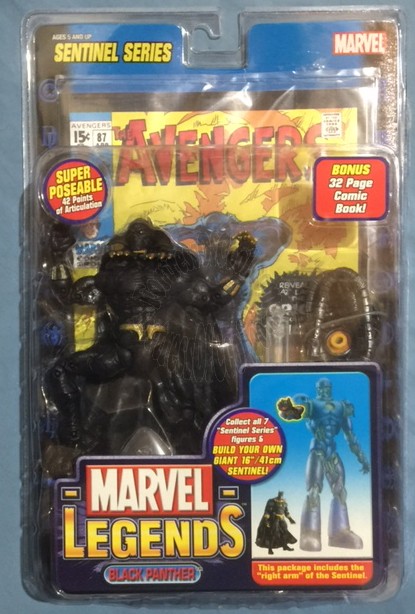 AGES 5 AND UP
SENTINEL SERIES
MARVEL
AVENGERS
15¢ 87
THE AVENGERS
SUPER
POSEABLE
42 Points
of Articulation
BONUS
32 Page
Comic
Book!
REVEALED
Collect all 7
"Sentinel Series"
figures &
BUILD YOUR OWN
GIANT 16"/41cm
SENTINEL!
MARVEL
LEGENDS
BLACK PANTHER
This package includes the
"right arm" of the Sentinel.